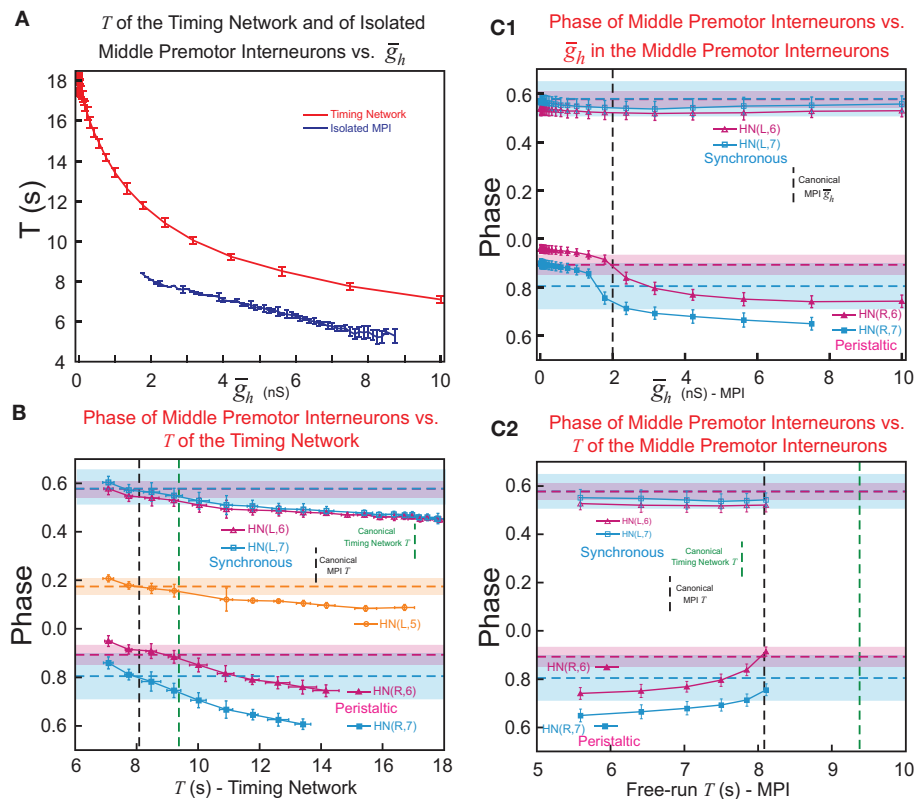 A
T of the Timing Network and of Isolated
Middle Premotor Interneurons vs. g̅h
18
16
14
12
10
8
6
4
T (s)
Timing Network
Isolated MPI
0
2
4
6
8
10
g̅h (nS)
B
Phase of Middle Premotor Interneurons vs.
T of the Timing Network
0.6
0.4
0.2
0.0
0.8
0.6
Phase
HN(L,6)
HN(L,7)
Synchronous
Canonical
Timing Network T
Canonical
MPI T
HN(L,5)
HN(R,6)
Peristaltic
HN(R,7)
6
8
10
12
14
16
18
T (s) - Timing Network
C1
Phase of Middle Premotor Interneurons vs.
g̅h in the Middle Premotor Interneurons
0.6
0.4
0.2
0.0
0.8
0.6
Phase
HN(L,6)
HN(L,7)
Synchronous
Canonical
MPI g̅h
HN(R,6)
HN(R,7)
Peristaltic
0
2
4
6
8
10
g̅h (nS) - MPI
C2
Phase of Middle Premotor Interneurons vs.
T of the Middle Premotor Interneurons
0.6
0.4
0.2
0.0
0.8
0.6
Phase
HN(L,6)
HN(L,7)
Synchronous
Canonical
Timing Network T
Canonical
MPI T
HN(R,6)
HN(R,7)
Peristaltic
5
6
7
8
9
10
Free-run T (s) - MPI